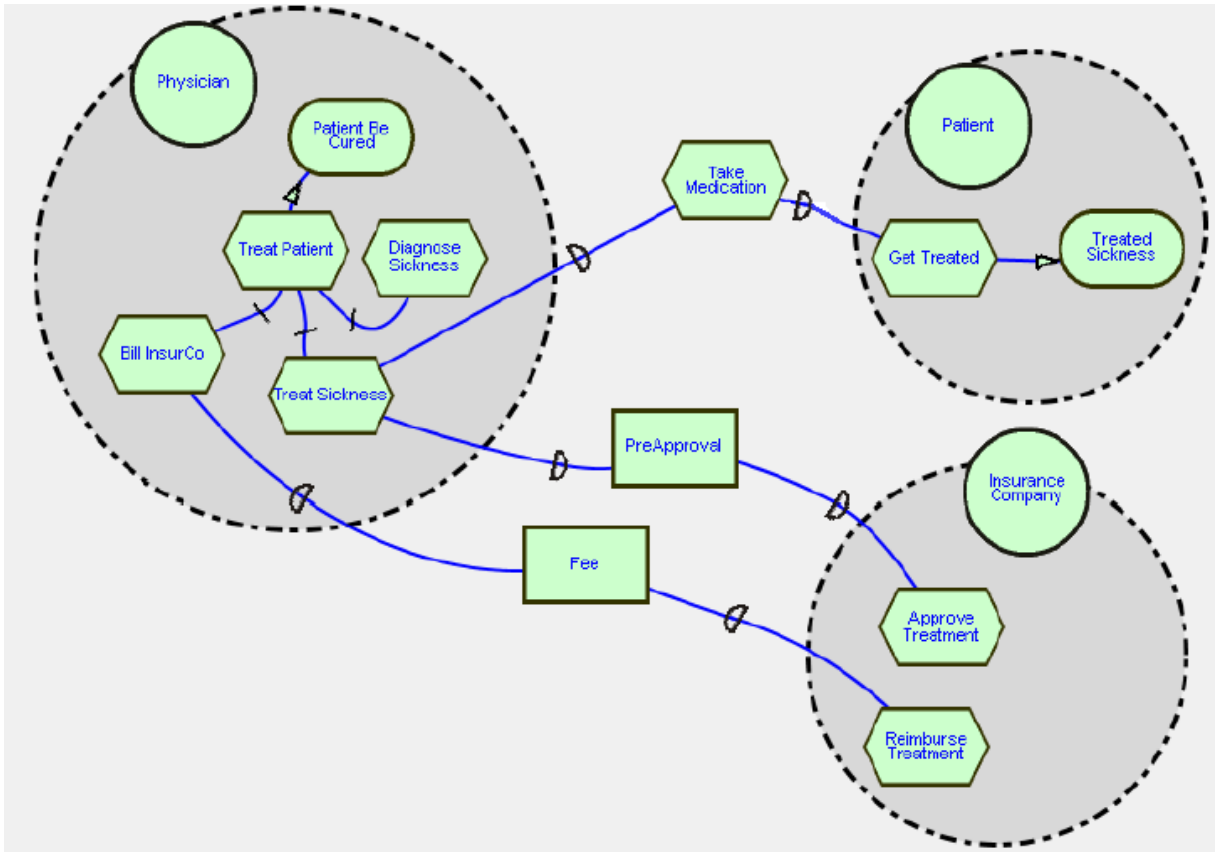 Physician
Patient Be
Cured
Treat Patient
Diagnose
Sickness
Bill InsurCo
Treat Sickness
Take
Medication
Patient
Get Treated
Treated
Sickness
PreApproval
Fee
Insurance
Company
Approve
Treatment
Reimburse
Treatment